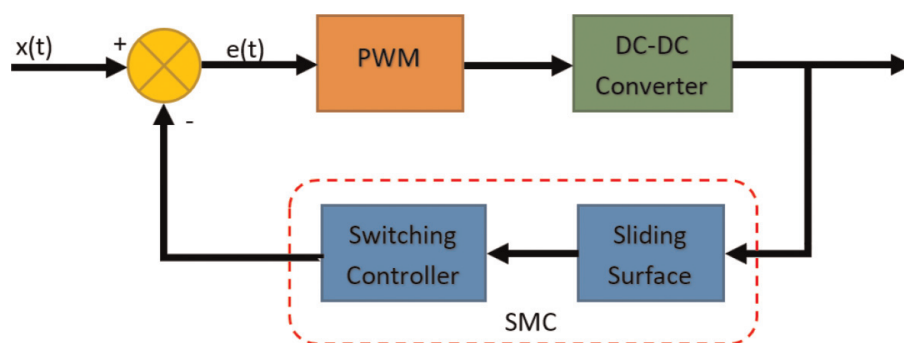 x(t)
+
e(t)
PWM
DC-DC
Converter
-
Switching
Controller
Sliding
Surface
SMC